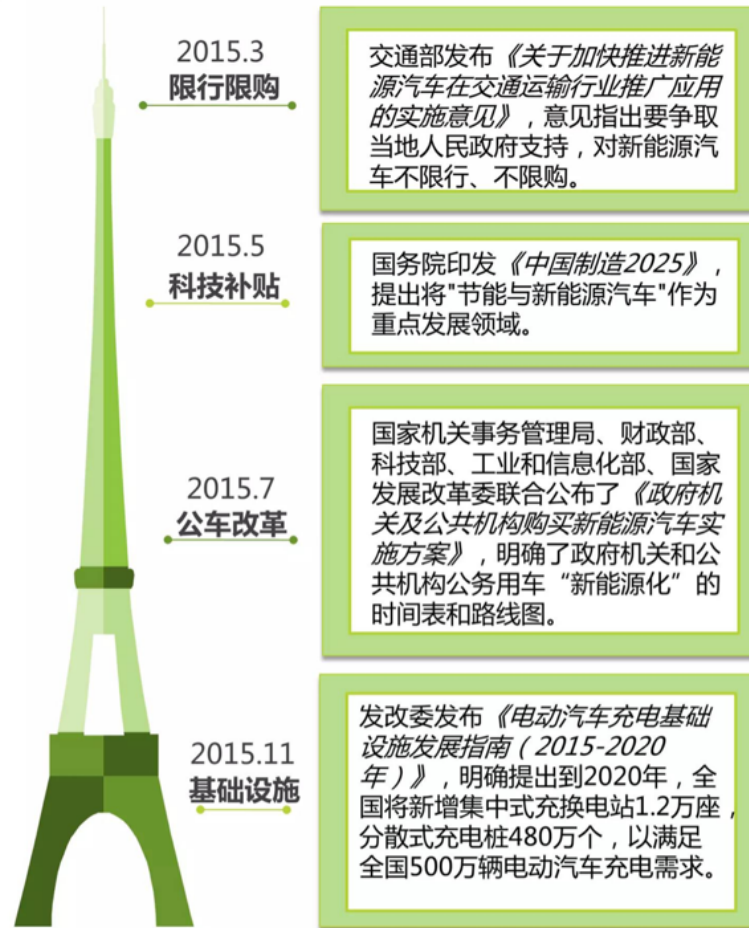 2015.3
限行限购
交通部发布《关于加快推进新能
源汽车在交通运输行业推广应用
的实施意见》，意见指出要争取
当地人民政府支持，对新能源汽
车不限行、不限购。
2015.5
科技补贴
国务院印发《中国制造2025》，
提出将"节能与新能源汽车"作为
重点发展领域。
2015.7
公车改革
国家机关事务管理局、财政部、
科技部、工业和信息化部、国家
发展改革委联合公布了《政府机
关及公共机构购买新能源汽车实
施方案》，明确了政府机关和公
共机构公务用车“新能源化”的
时间表和路线图。
2015.11
基础设施
发改委发布《电动汽车充电基础
设施发展指南（2015-2020
年）》，明确提出到2020年，全
国将新增集中式充换电站1.2万座，
分散式充电桩480万个，以满足
全国500万辆电动汽车充电需求。